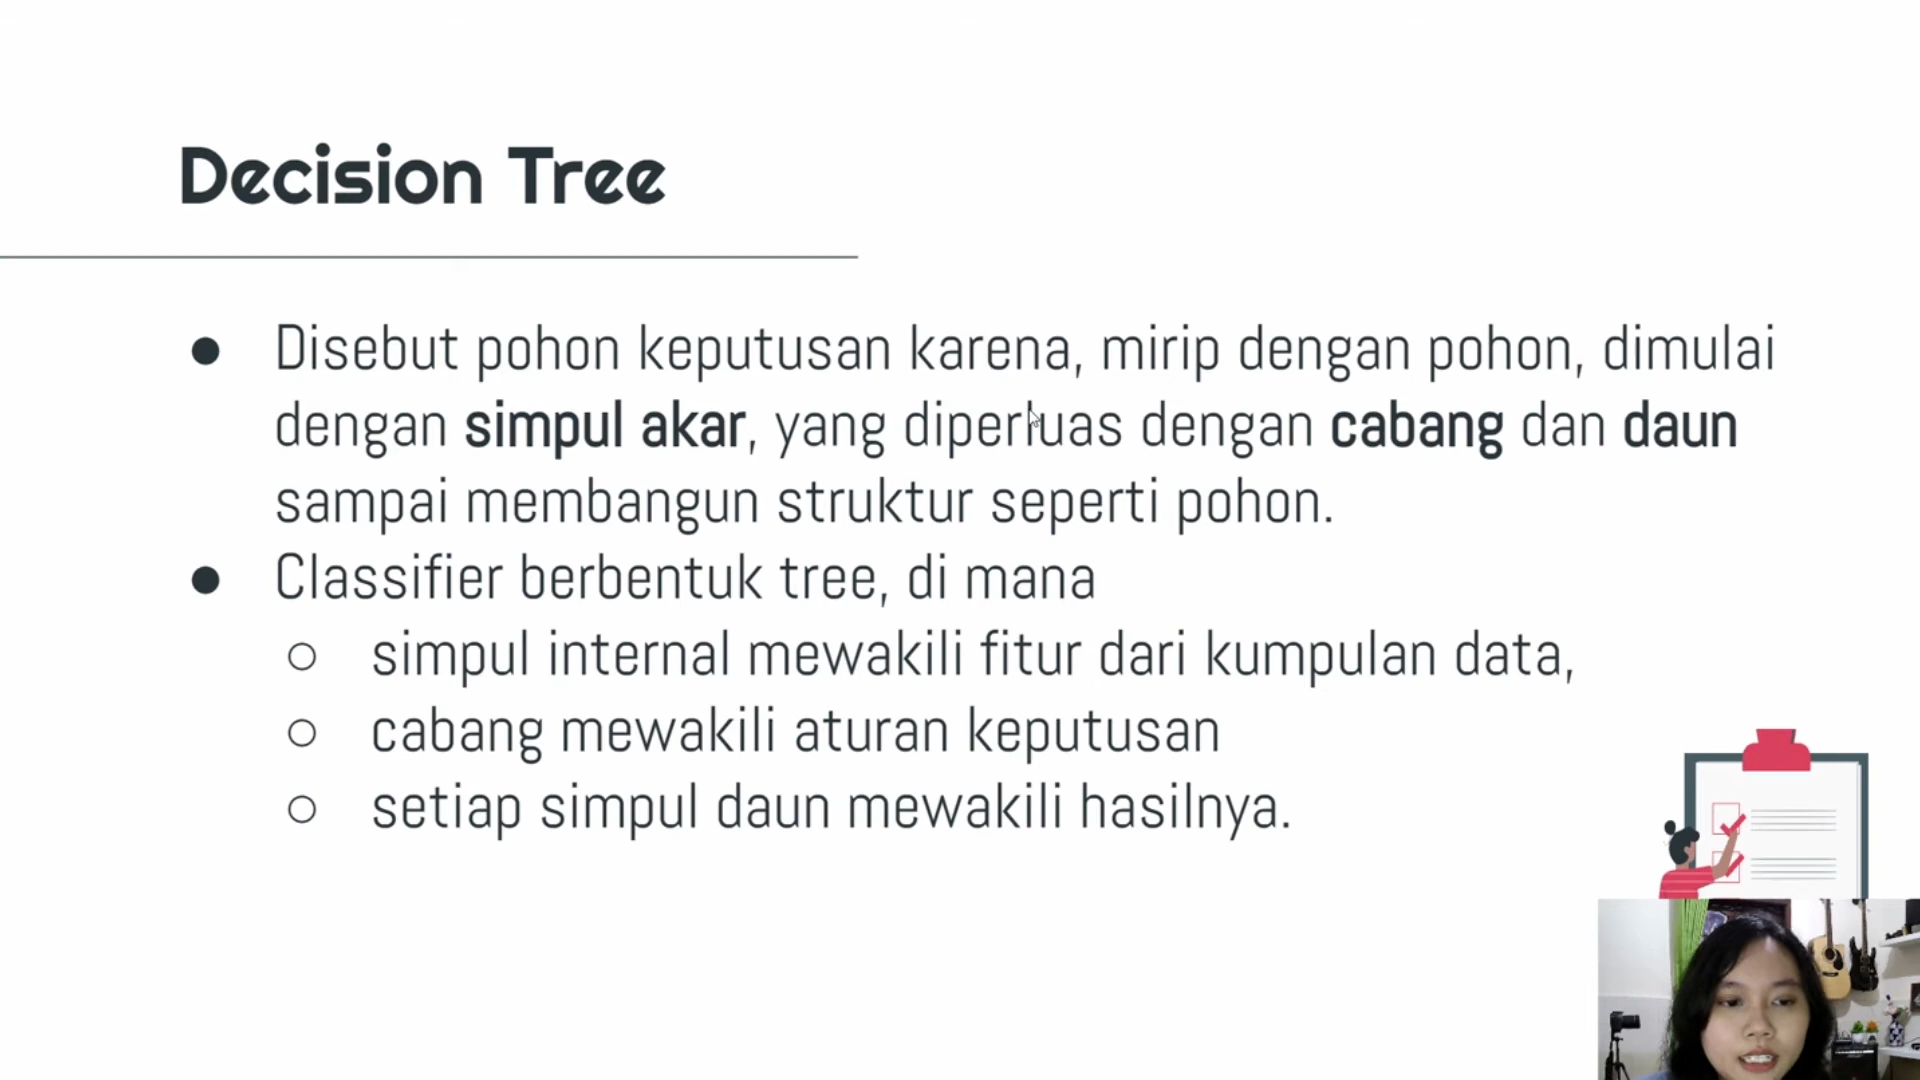 Decision Tree
● Disebut pohon keputusan karena, mirip dengan pohon, dimulai
dengan simpul akar, yang diperluas dengan cabang dan daun
sampai membangun struktur seperti pohon.
● Classifier berbentuk tree, di mana
○ simpul internal mewakili fitur dari kumpulan data,
○ cabang mewakili aturan keputusan
○ setiap simpul daun mewakili hasilnya.